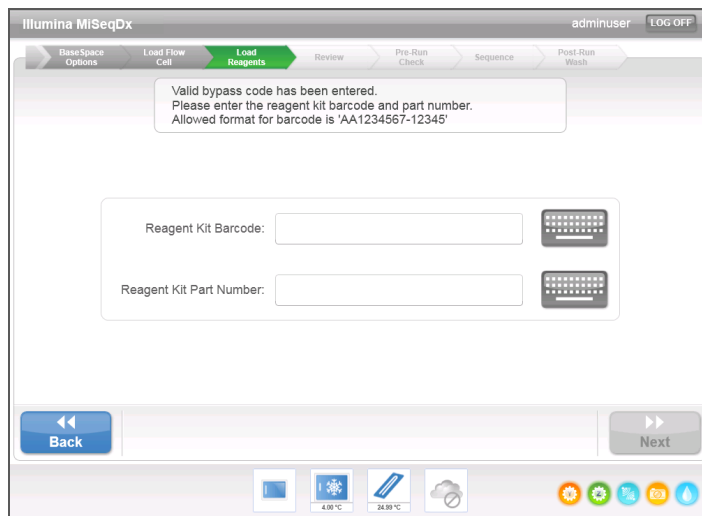 Illumina MiSeqDx
adminuser
LOG OFF
BaseSpace
Options
Load Flow
Cell
Load
Reagents
Review
Pre-Run
Check
Sequence
Post-Run
Wash
Valid bypass code has been entered.
Please enter the reagent kit barcode and part number.
Allowed format for barcode is 'AA1234567-12345'
Reagent Kit Barcode:
Reagent Kit Part Number:
Back
Next
4.00 °C
24.99 °C